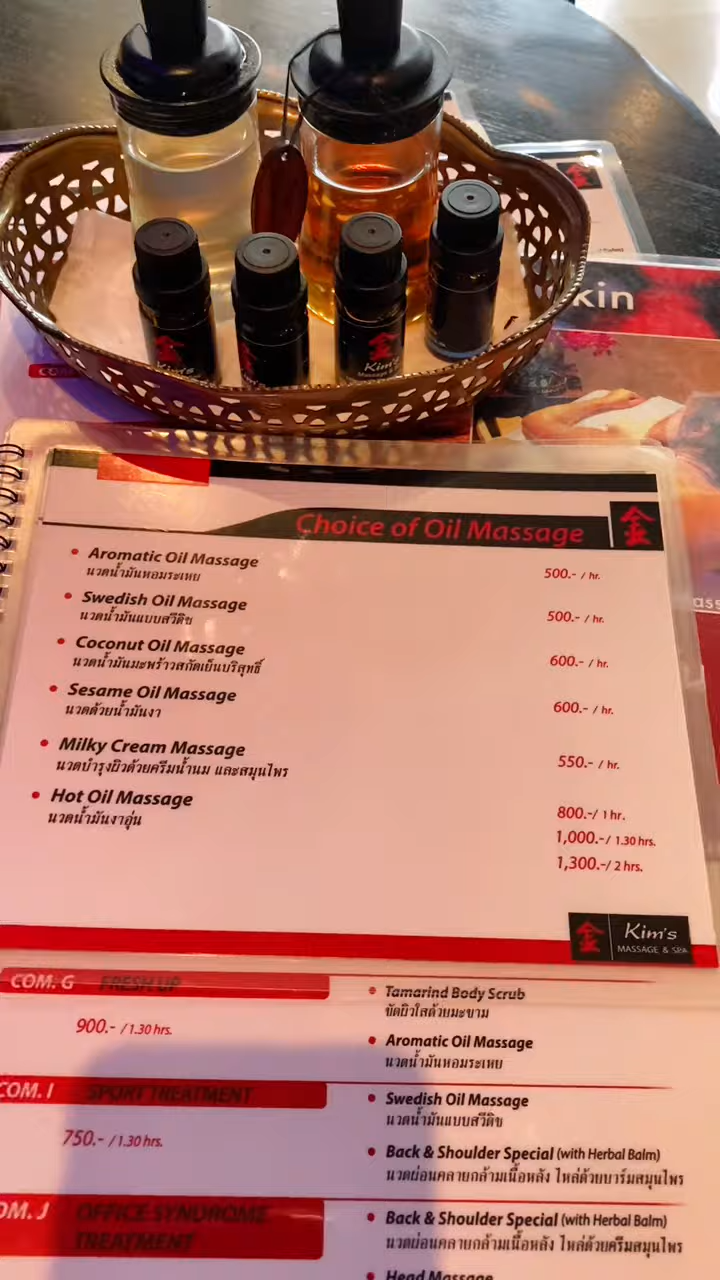 金
金
金
金
Kim's
Kim's
kin
Choice of Oil Massage
金
• Aromatic Oil Massage
นวดน้ำมันหอมระเหย
500.- / hr.
• Swedish Oil Massage
นวดน้ำมันแบบสวีดิช
500.- / hr.
• Coconut Oil Massage
นวดน้ำมันมะพร้าวสกัดเย็นบริสุทธิ์
600.- / hr.
• Sesame Oil Massage
นวดด้วยน้ำมันงา
600.- / hr.
• Milky Cream Massage
นวดบำรุงผิวด้วยครีมน้ำนม และสมุนไพร
550.- / hr.
• Hot Oil Massage
นวดน้ำมันงาอุ่น
800.-/ 1 hr.
1,000.-/ 1.30 hrs.
1,300.-/ 2 hrs.
金 Kim's
MASSAGE & SPA
COM. G FRESH UP
900.- / 1.30 hrs.
• Tamarind Body Scrub
ขัดผิวใสด้วยมะขาม
• Aromatic Oil Massage
นวดน้ำมันหอมระเหย
COM. I SPORT TREATMENT
750.- / 1.30 hrs.
• Swedish Oil Massage
นวดน้ำมันแบบสวีดิช
• Back & Shoulder Special (with Herbal Balm)
นวดผ่อนคลายกล้ามเนื้อหลัง ไหล่ด้วยบาร์มสมุนไพร
OM. J OFFICE SYNDROME
TREATMENT
• Back & Shoulder Special (with Herbal Balm)
นวดผ่อนคลายกล้ามเนื้อหลัง ไหล่ด้วยครีมสมุนไพร
• Head Massage